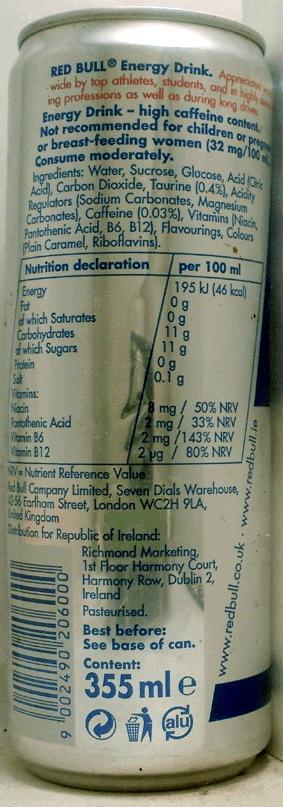 RED BULL® Energy Drink. Appreciated
wide by top athletes, students, and in highly
ing professions as well as during long drives.
Energy Drink – high caffeine content.
Not recommended for children or
or breast-feeding women (32 mg/100 ml).
Consume moderately.
Ingredients: Water, Sucrose, Glucose, Acid (Citric
Acid), Carbon Dioxide, Taurine (0.4%), Acidity
Regulators (Sodium Carbonates, Magnesium
Carbonates), Caffeine (0.03%), Vitamins (Niacin,
Pantothenic Acid, B6, B12), Flavourings, Colours
(Plain Caramel, Riboflavins).
Nutrition declaration per 100 ml
Energy 195 kJ (46 kcal)
Fat 0 g
of which Saturates 0 g
Carbohydrates 11 g
of which Sugars 11 g
Protein 0 g
Salt 0.1 g
Vitamins:
Niacin 8 mg / 50% NRV
Pantothenic Acid 2 mg / 33% NRV
Vitamin B6 2 mg /143% NRV
Vitamin B12 2 µg / 80% NRV
NRV = Nutrient Reference Value
Red Bull Company Limited, Seven Dials Warehouse,
42-56 Earlham Street, London WC2H 9LA,
United Kingdom
Distribution for Republic of Ireland:
Richmond Marketing,
1st Floor Harmony Court,
Harmony Row, Dublin 2,
Ireland
Pasteurised.
Best before:
See base of can.
Content:
355 ml e
alu
9 002490 206000
www.redbull.co.uk · www.redbull.ie